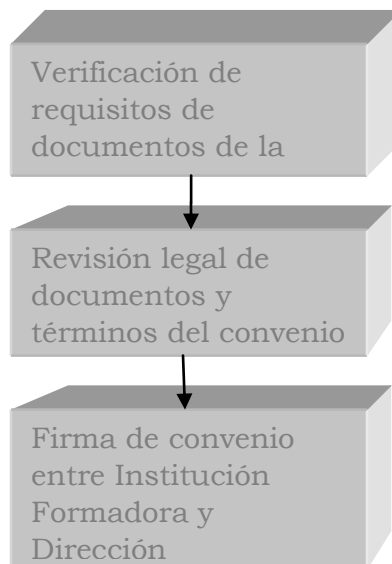 Verificación de
requisitos de
documentos de la
Revisión legal de
documentos y
términos del convenio
Firma de convenio
entre Institución
Formadora y
Dirección